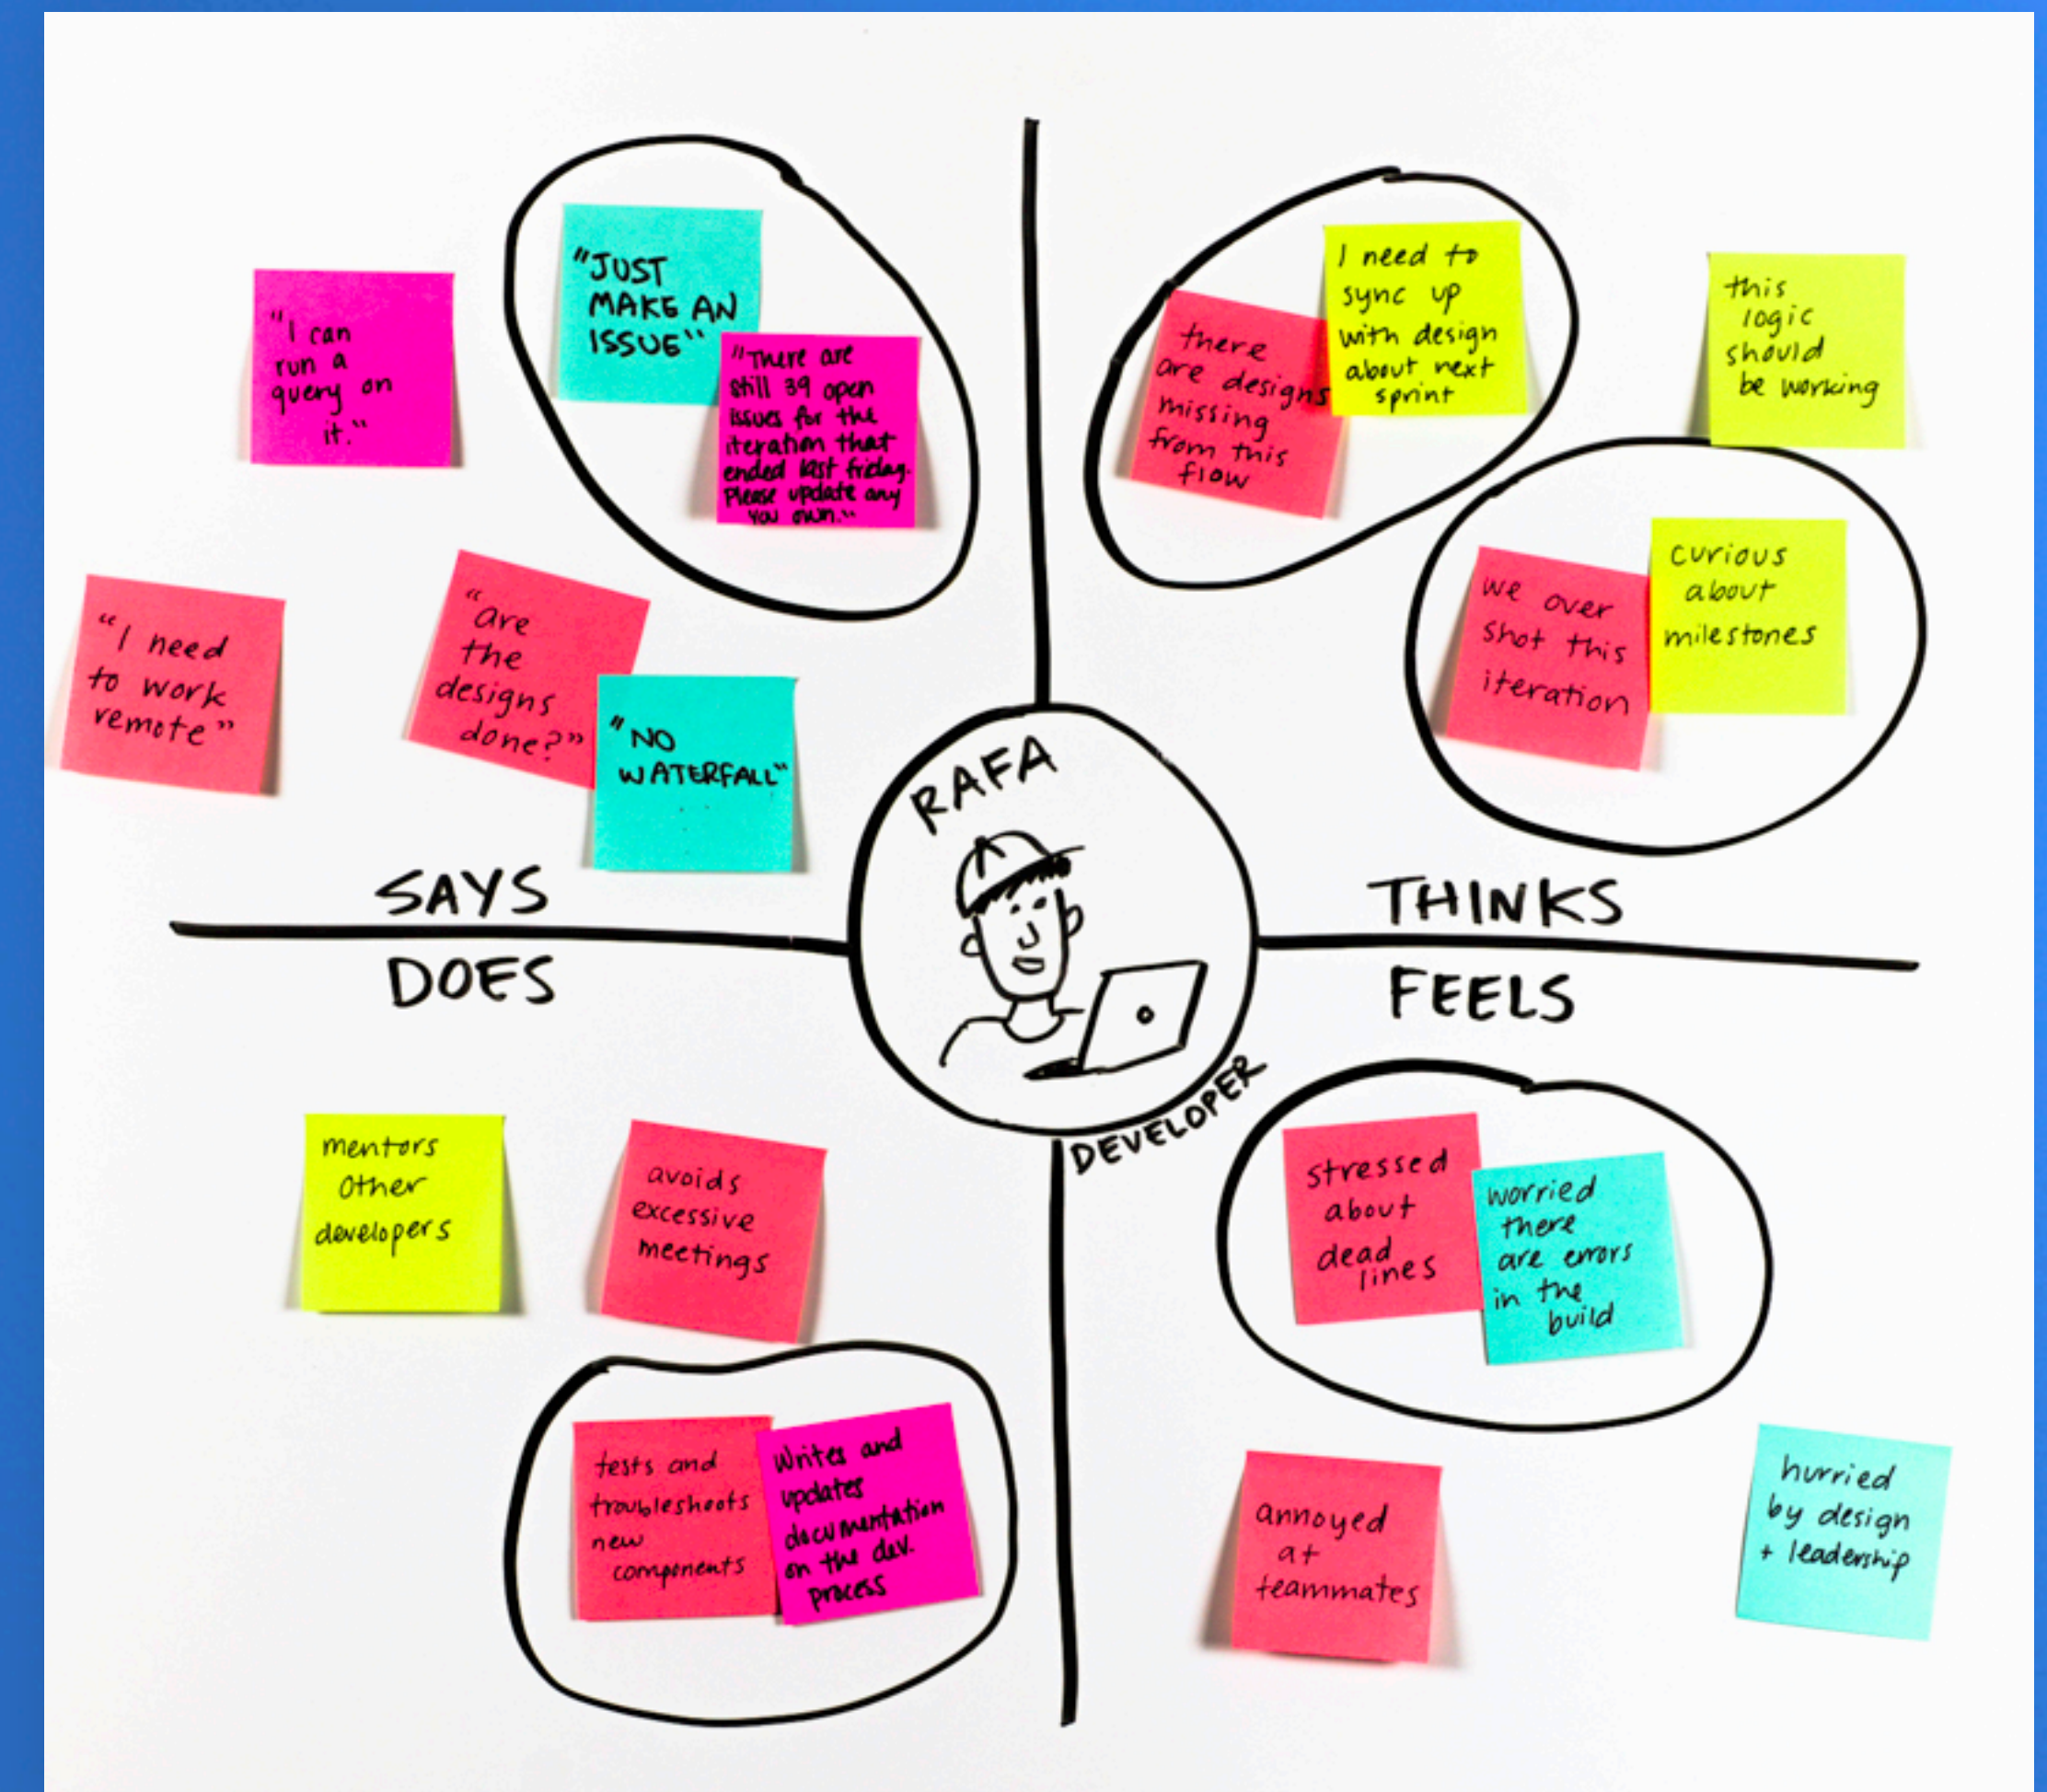 "I can
run a
query on
it."
"JUST
MAKE AN
ISSUE"
"There are
still 39 open
issues for the
iteration that
ended last friday.
Please update any
you own."
"I need
to work
remote"
"are
the
designs
done?"
"NO
WATERFALL"
SAYS
there
are designs
missing
from this
flow
I need to
sync up
with design
about next
sprint
this
logic
should
be working
we over
shot this
iteration
curious
about
milestones
THINKS
RAFA
DEVELOPER
DOES
mentors
other
developers
avoids
excessive
meetings
tests and
troubleshoots
new
components
Writes and
updates
documentation
on the dev.
process
FEELS
stressed
about
dead
lines
worried
there
are errors
in the
build
annoyed
at
teammates
hurried
by design
+ leadership